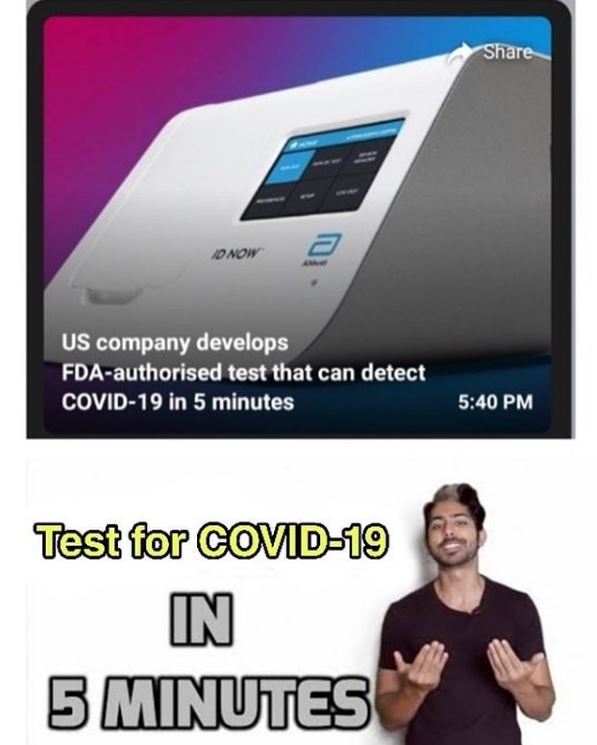 Share
ID NOW
Abbott
US company develops
FDA-authorised test that can detect
COVID-19 in 5 minutes
5:40 PM
Test for COVID-19
IN
5 MINUTES